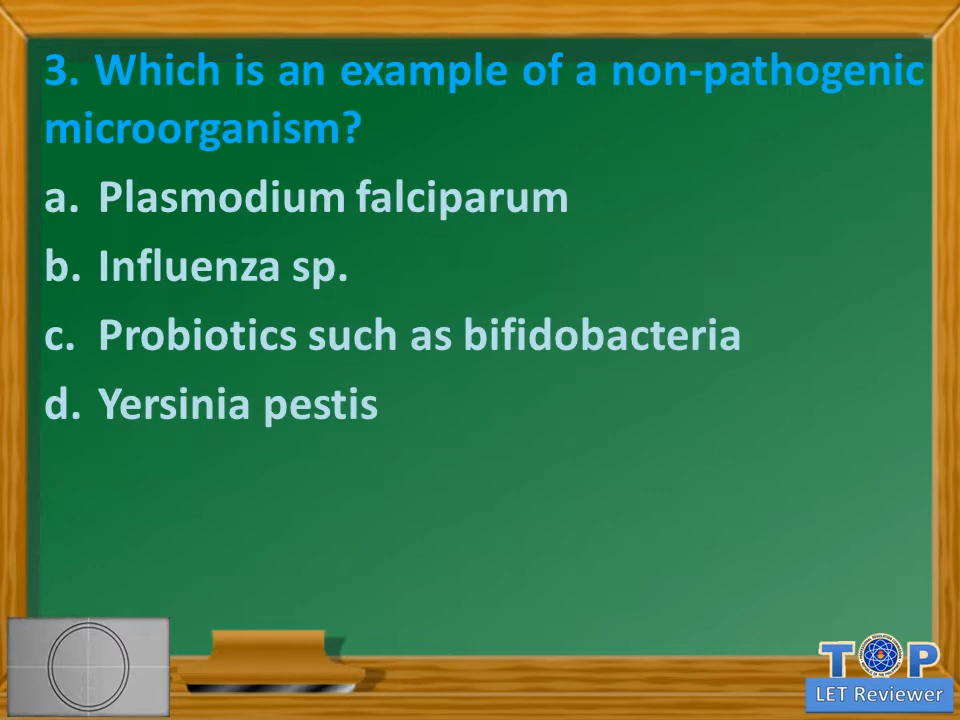 3. Which is an example of a non-pathogenic
microorganism?
a. Plasmodium falciparum
b. Influenza sp.
c. Probiotics such as bifidobacteria
d. Yersinia pestis
TOP
LET Reviewer